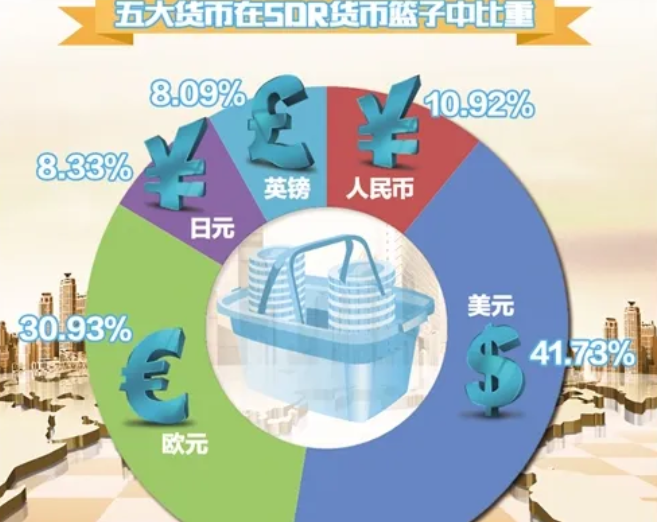 五大货币在SDR货币篮子中比重
8.09%
10.92%
8.33%
英镑
人民币
日元
美元
30.93%
41.73%
欧元